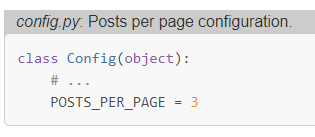 config.py: Posts per page configuration.
class Config(object):
    # ...
    POSTS_PER_PAGE = 3